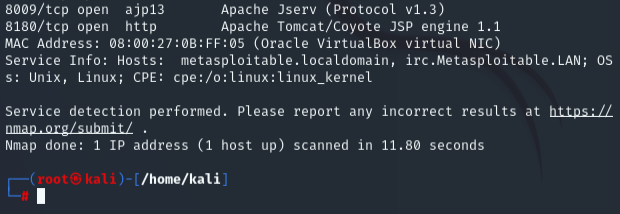 8009/tcp open  ajp13       Apache Jserv (Protocol v1.3)
8180/tcp open  http        Apache Tomcat/Coyote JSP engine 1.1
MAC Address: 08:00:27:0B:FF:05 (Oracle VirtualBox virtual NIC)
Service Info: Hosts:  metasploitable.localdomain, irc.Metasploitable.LAN; OS
s: Unix, Linux; CPE: cpe:/o:linux:linux_kernel
Service detection performed. Please report any incorrect results at https://
nmap.org/submit/ .
Nmap done: 1 IP address (1 host up) scanned in 11.80 seconds
┌──(root㉿kali)-[/home/kali]
└─#